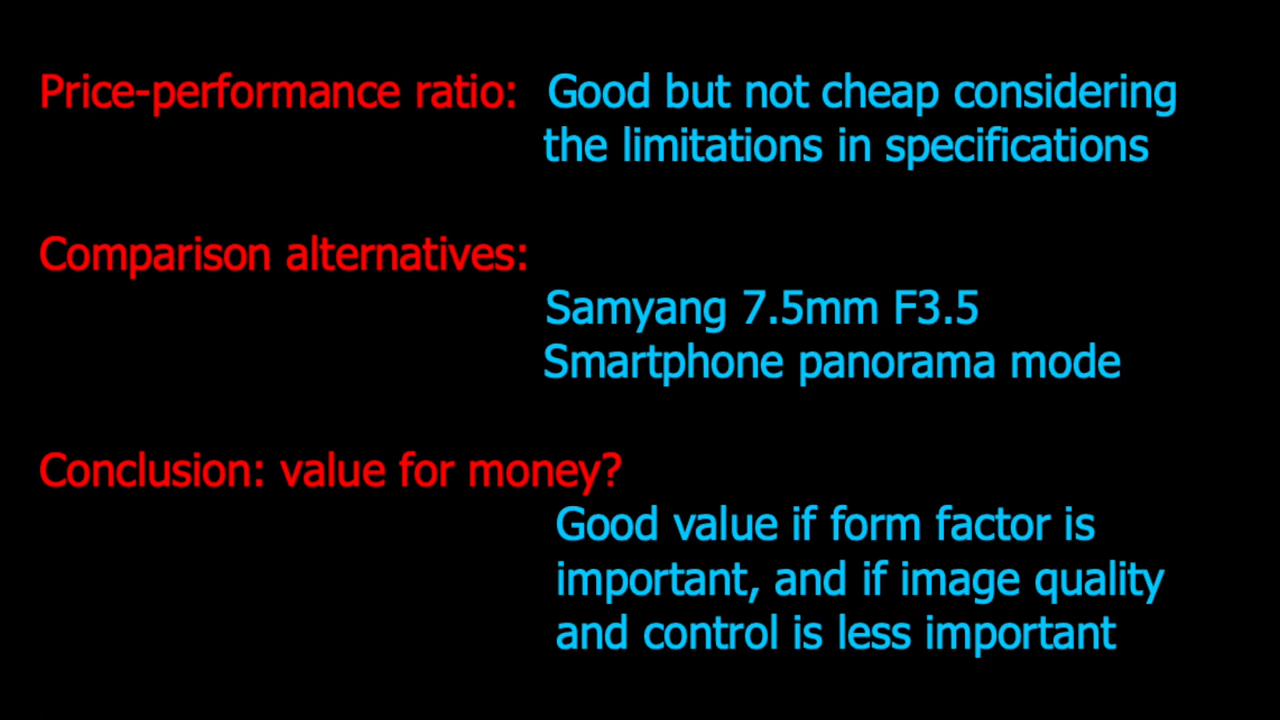 Price-performance ratio: Good but not cheap considering
the limitations in specifications
Comparison alternatives:
Samyang 7.5mm F3.5
Smartphone panorama mode
Conclusion: value for money?
Good value if form factor is
important, and if image quality
and control is less important